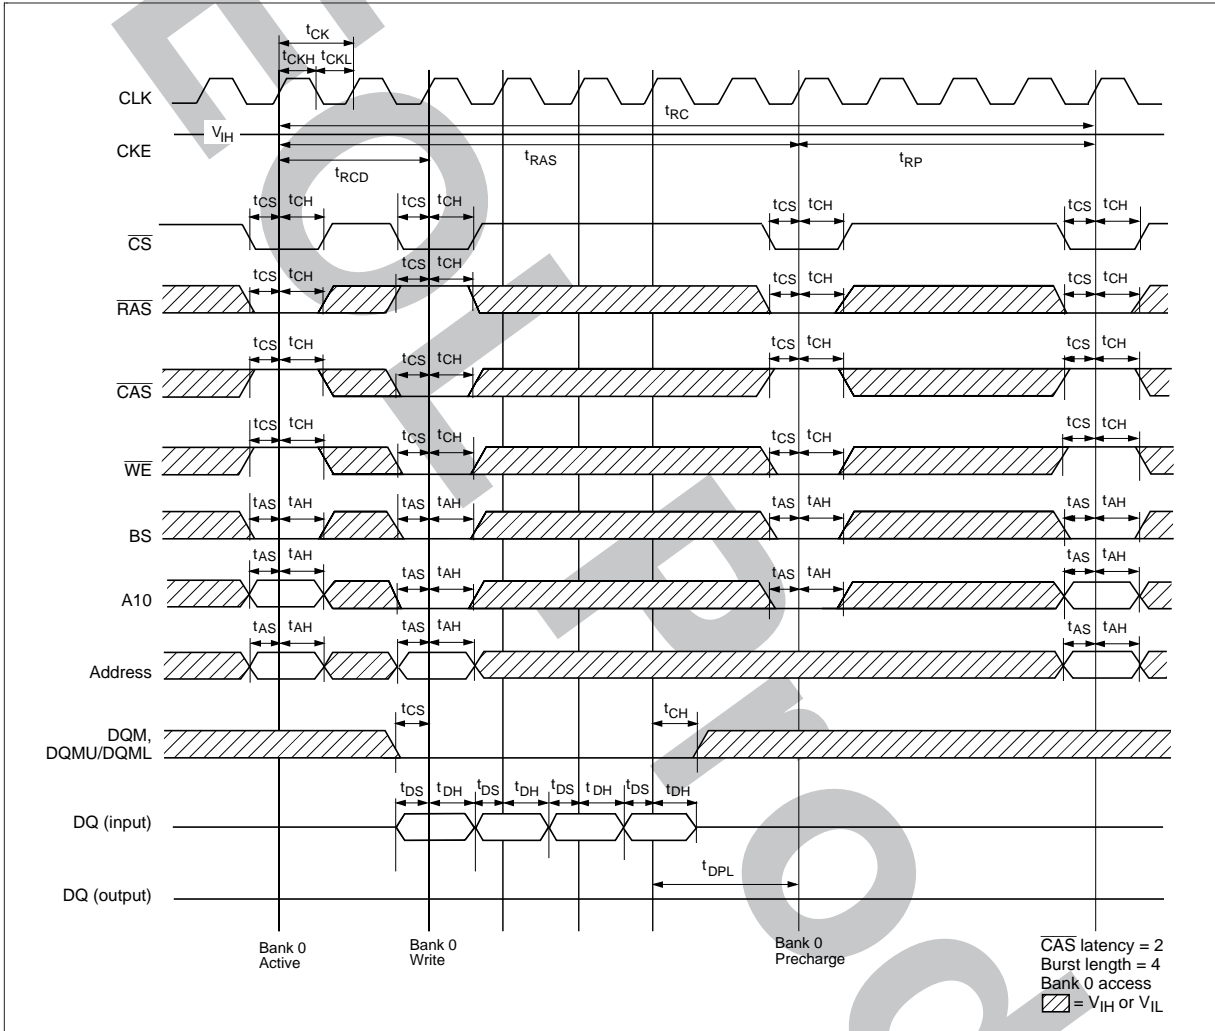 tCK
tCKH tCKL
CLK
tRC
VIH
CKE
tRAS tRP
tRCD
tCS tCH tCS tCH tCS tCH tCS tCH
CS
tCS tCH tCS tCH tCS tCH tCS tCH
RAS
tCS tCH tCS tCH tCS tCH tCS tCH
CAS
tCS tCH tCS tCH tCS tCH tCS tCH
WE
tAS tAH tAS tAH tAS tAH tAS tAH
BS
tAS tAH tAS tAH tAS tAH tAS tAH
A10
tAS tAH tAS tAH tAS tAH
Address
tCS tCH
DQM,
DQMU/DQML
tDS tDH tDS tDH tDS tDH tDS tDH
DQ (input)
tDPL
DQ (output)
Bank 0
Active
Bank 0
Write
Bank 0
Precharge
CAS latency = 2
Burst length = 4
Bank 0 access
= VIH or VIL
EOL Prod